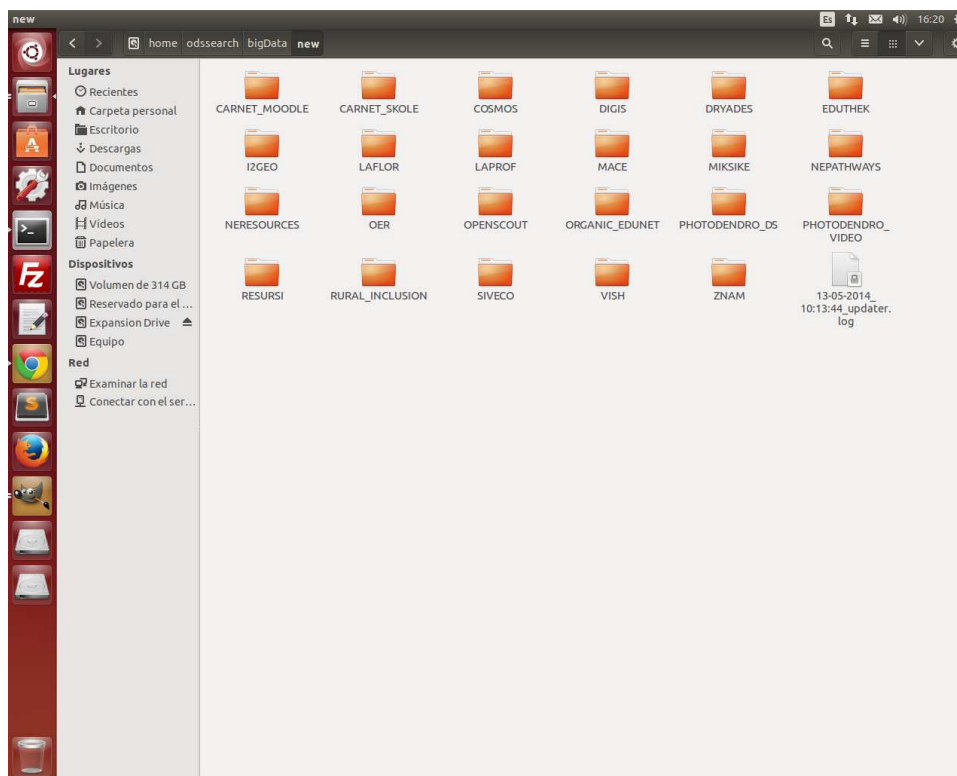 new
Es
16:20
home odssearch bigData new
Lugares
Recientes
Carpeta personal
Escritorio
Descargas
Documentos
Imágenes
Música
Vídeos
Papelera
Dispositivos
Volumen de 314 GB
Reservado para el ...
Expansion Drive
Equipo
Red
Examinar la red
Conectar con el ser...
CARNET_MOODLE CARNET_SKOLE COSMOS DIGIS DRYADES EDUTHEK
I2GEO LAFLOR LAPROF MACE MIKSIKE NEPATHWAYS
NERESOURCES OER OPENSCOUT ORGANIC_EDUNET PHOTODENDRO_DS PHOTODENDRO_
VIDEO
RESURSI RURAL_INCLUSION SIVECO VISH ZNAM 13-05-2014_
10:13:44_updater.
log